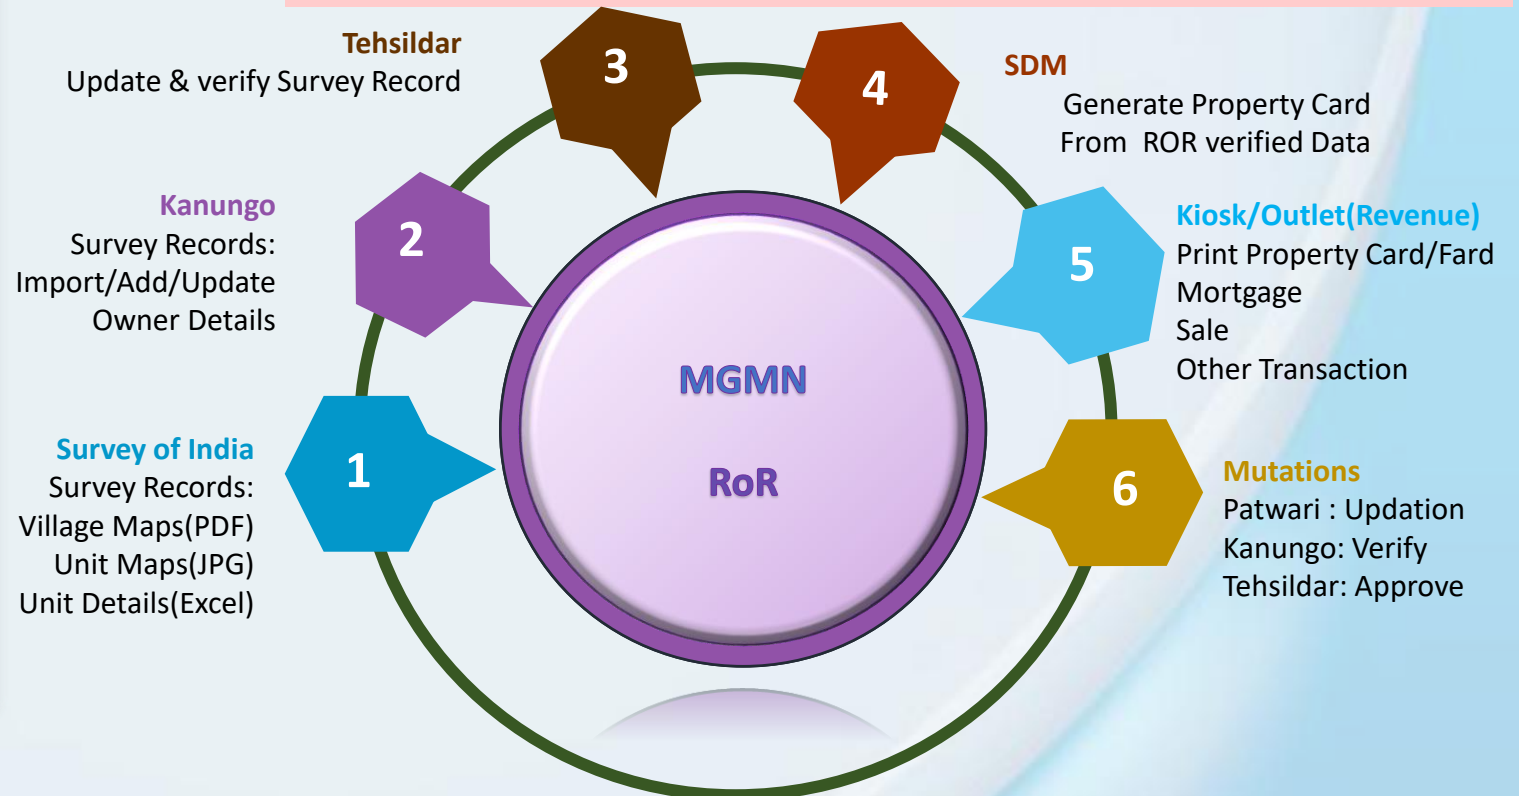 1
Survey of India
Survey Records:
Village Maps(PDF)
Unit Maps(JPG)
Unit Details(Excel)
2
Kanungo
Survey Records:
Import/Add/Update
Owner Details
3
Tehsildar
Update & verify Survey Record
4
SDM
Generate Property Card
From ROR verified Data
5
Kiosk/Outlet(Revenue)
Print Property Card/Fard
Mortgage
Sale
Other Transaction
6
Mutations
Patwari : Updation
Kanungo: Verify
Tehsildar: Approve
MGMN
RoR